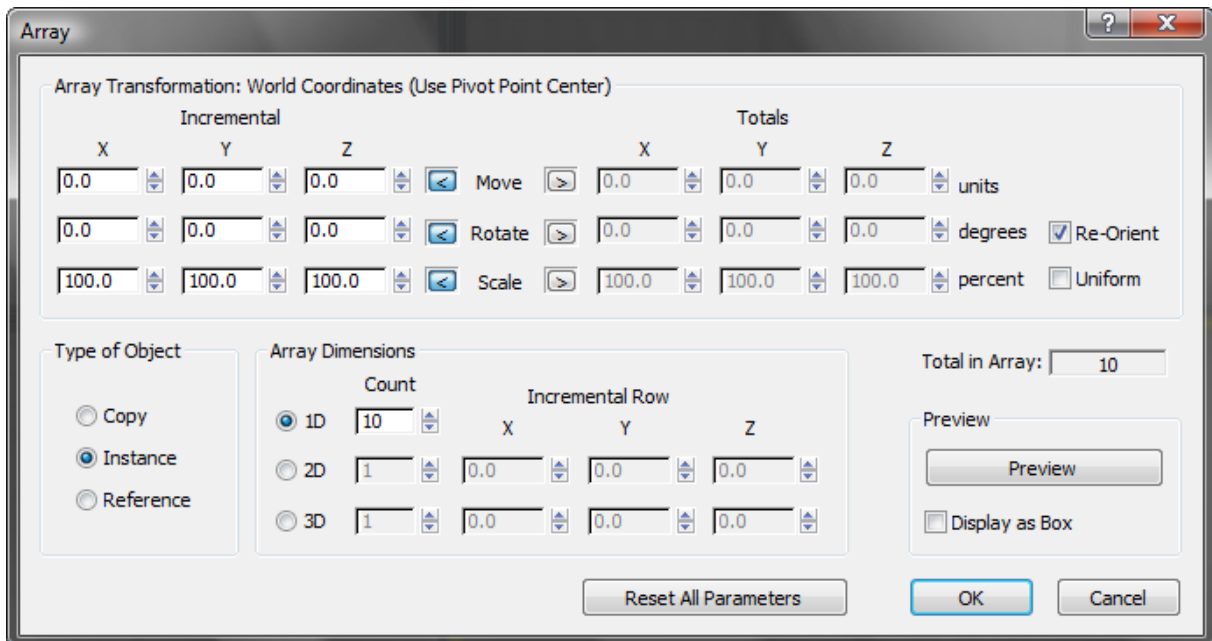 Array
?
X
Array Transformation: World Coordinates (Use Pivot Point Center)
Incremental Totals
X Y Z X Y Z
0.0 0.0 0.0 < Move > 0.0 0.0 0.0 units
0.0 0.0 0.0 < Rotate > 0.0 0.0 0.0 degrees Re-Orient
100.0 100.0 100.0 < Scale > 100.0 100.0 100.0 percent Uniform
Type of Object
Copy
Instance
Reference
Array Dimensions
Count
Incremental Row
1D 10 X Y Z
2D 1 0.0 0.0 0.0
3D 1 0.0 0.0 0.0
Total in Array: 10
Preview
Preview
Display as Box
Reset All Parameters OK Cancel